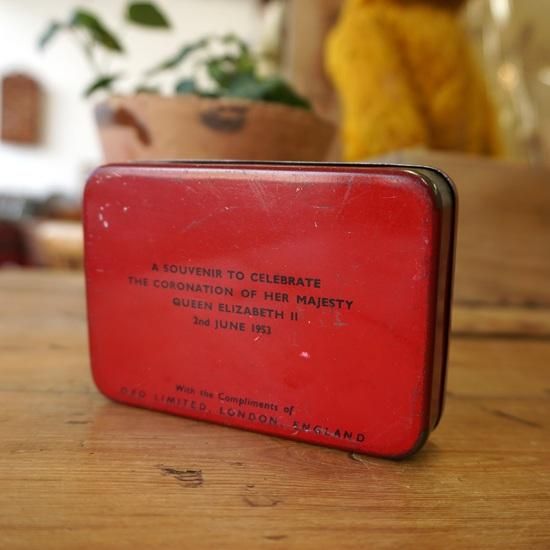 A SOUVENIR TO CELEBRATE
THE CORONATION OF HER MAJESTY
QUEEN ELIZABETH II
2nd JUNE 1953
With the Compliments of
OXO LIMITED, LONDON, ENGLAND